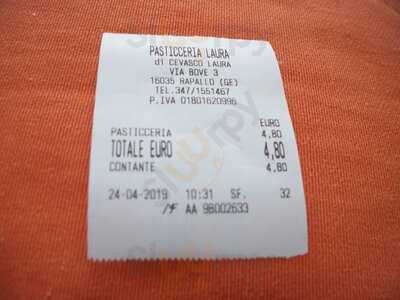 PASTICCERIA LAURA
di CEVASCO LAURA
VIA BOVE 3
16035 RAPALLO (GE)
TEL.347/1551467
P.IVA 01801620996
EURO
PASTICCERIA 4,80
TOTALE EURO 4,80
CONTANTE 4,80
24-04-2019 10:31 SF. 32
AA 98002633